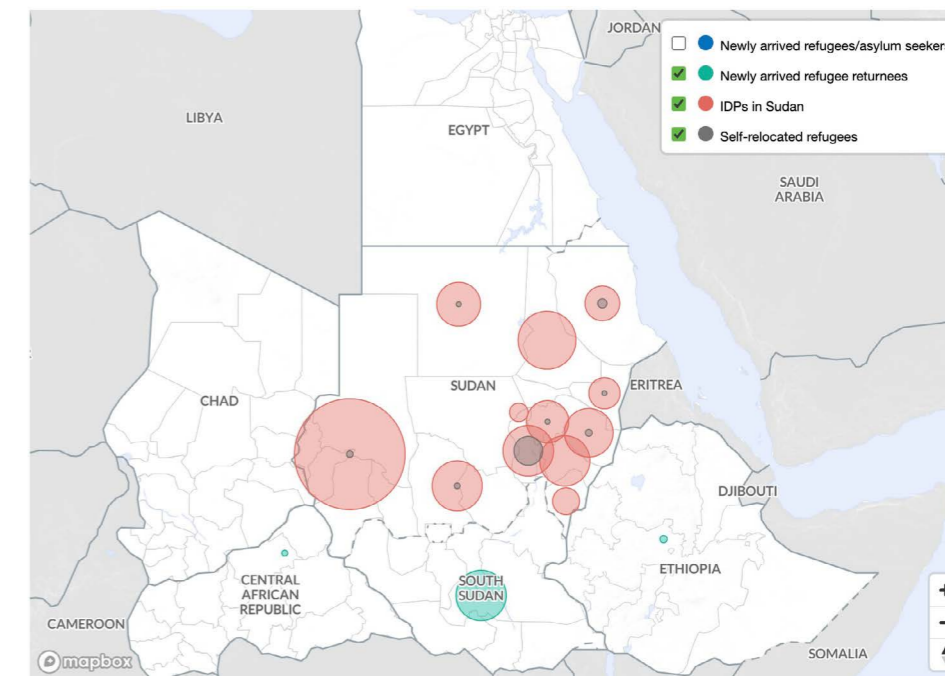 JORDAN
Newly arrived refugees/asylum seekers
Newly arrived refugee returnees
IDPs in Sudan
Self-relocated refugees
LIBYA
EGYPT
SAUDI
ARABIA
CHAD
SUDAN
ERITREA
DJIBOUTI
CENTRAL
AFRICAN
REPUBLIC
SOUTH
SUDAN
ETHIOPIA
CAMEROON
SOMALIA
mapbox